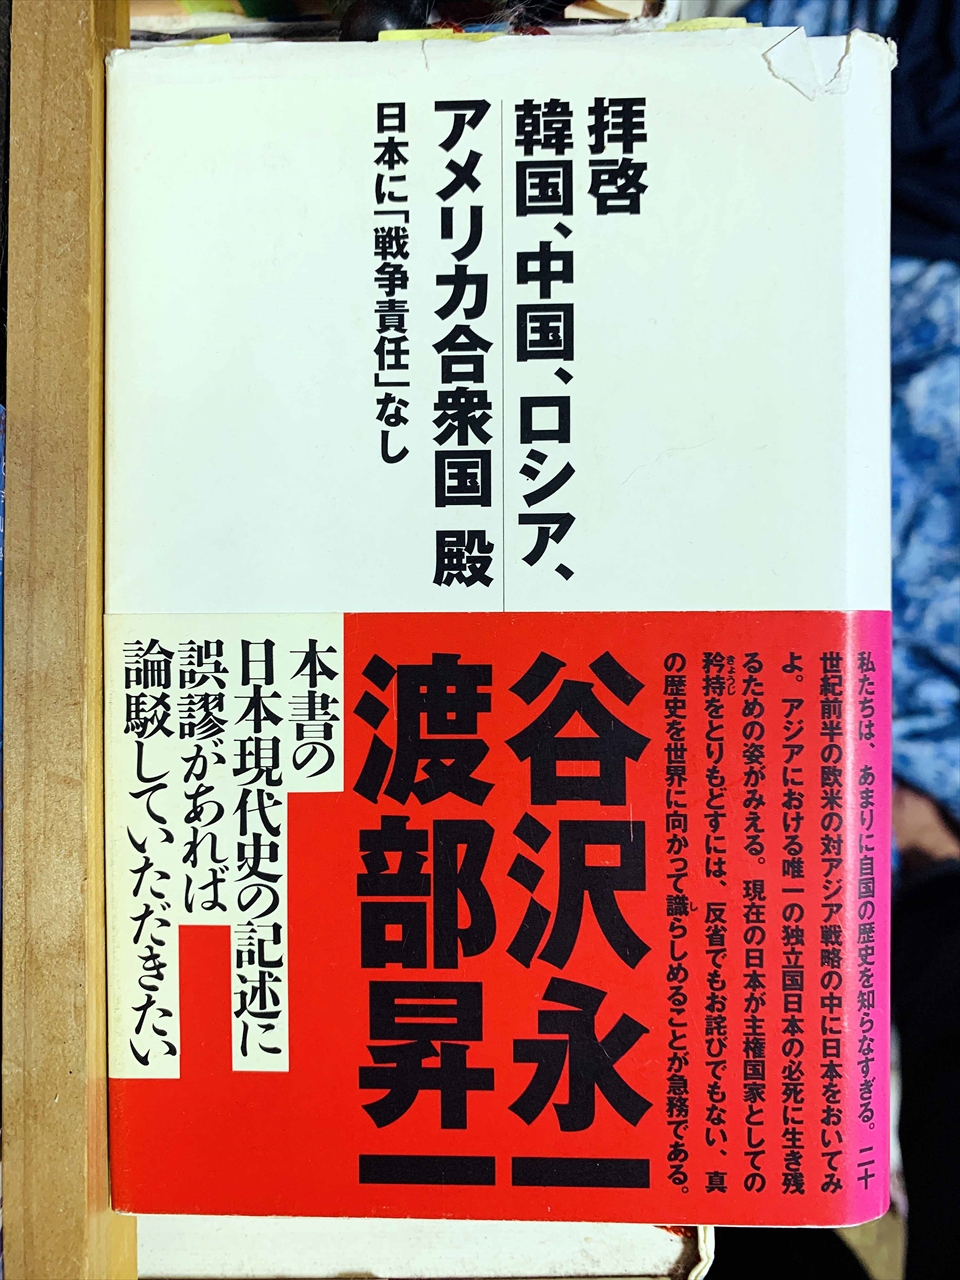 拝啓
韓国、中国、ロシア、
アメリカ合衆国 殿
日本に「戦争責任」なし
私たちは、あまりに自国の歴史を知らなすぎる。二十
世紀前半の欧米の対アジア戦略の中に日本をおいてみ
よ。アジアにおける唯一の独立国日本の必死に生き残
るための姿がみえる。現在の日本が主権国家としての
矜持をとりもどすには、反省でもお詫びでもない、真
きょうじ
の歴史を世界に向かって識らしめることが急務である。
し
谷沢永一
渡部昇一
本書の
日本現代史の記述に
誤謬があれば
論駁していただきたい